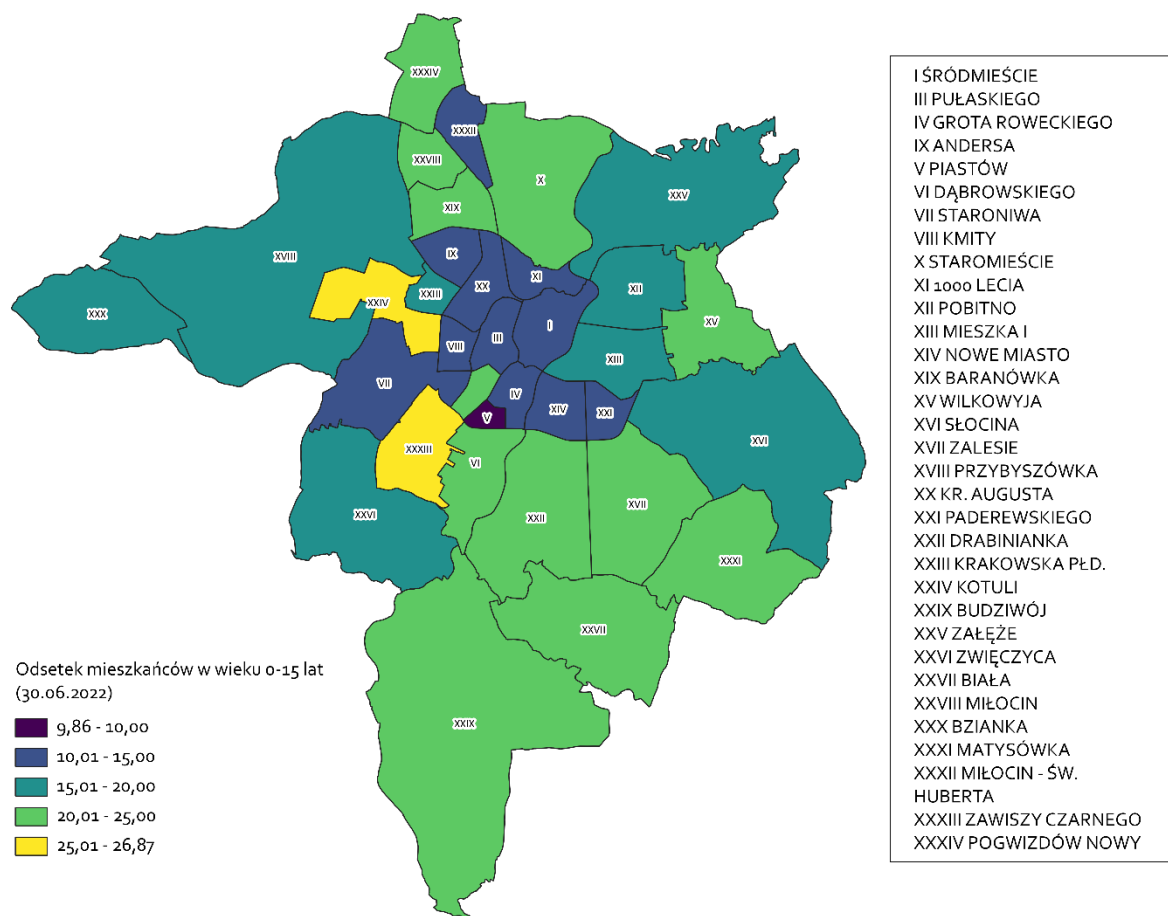 XXXIV
XXXII
XXVIII
X
XXV
XIX
XVIII
IX
XI
XX
XII
XXIV
XXIII
XXX
XV
I
III
VIII
XIII
VII
IV
XIV
XXI
V
XVI
XXXIII
VI
XVII
XXII
XXVI
XXXI
XXVII
XXIX
Odsetek mieszkańców w wieku 0-15 lat
(30.06.2022)
9,86 - 10,00
10,01 - 15,00
15,01 - 20,00
20,01 - 25,00
25,01 - 26,87
I ŚRÓDMIEŚCIE
III PUŁASKIEGO
IV GROTA ROWECKIEGO
IX ANDERSA
V PIASTÓW
VI DĄBROWSKIEGO
VII STARONIWA
VIII KMITY
X STAROMIEŚCIE
XI 1000 LECIA
XII POBITNO
XIII MIESZKA I
XIV NOWE MIASTO
XIX BARANÓWKA
XV WILKOWYJA
XVI SŁOCINA
XVII ZALESIE
XVIII PRZYBYSZÓWKA
XX KR. AUGUSTA
XXI PADEREWSKIEGO
XXII DRABINIANKA
XXIII KRAKOWSKA PŁD.
XXIV KOTULI
XXIX BUDZIWÓJ
XXV ZAŁĘŻE
XXVI ZWIĘCZYCA
XXVII BIAŁA
XXVIII MIŁOCIN
XXX BZIANKA
XXXI MATYSÓWKA
XXXII MIŁOCIN - ŚW.
HUBERTA
XXXIII ZAWISZY CZARNEGO
XXXIV POGWIZDÓW NOWY